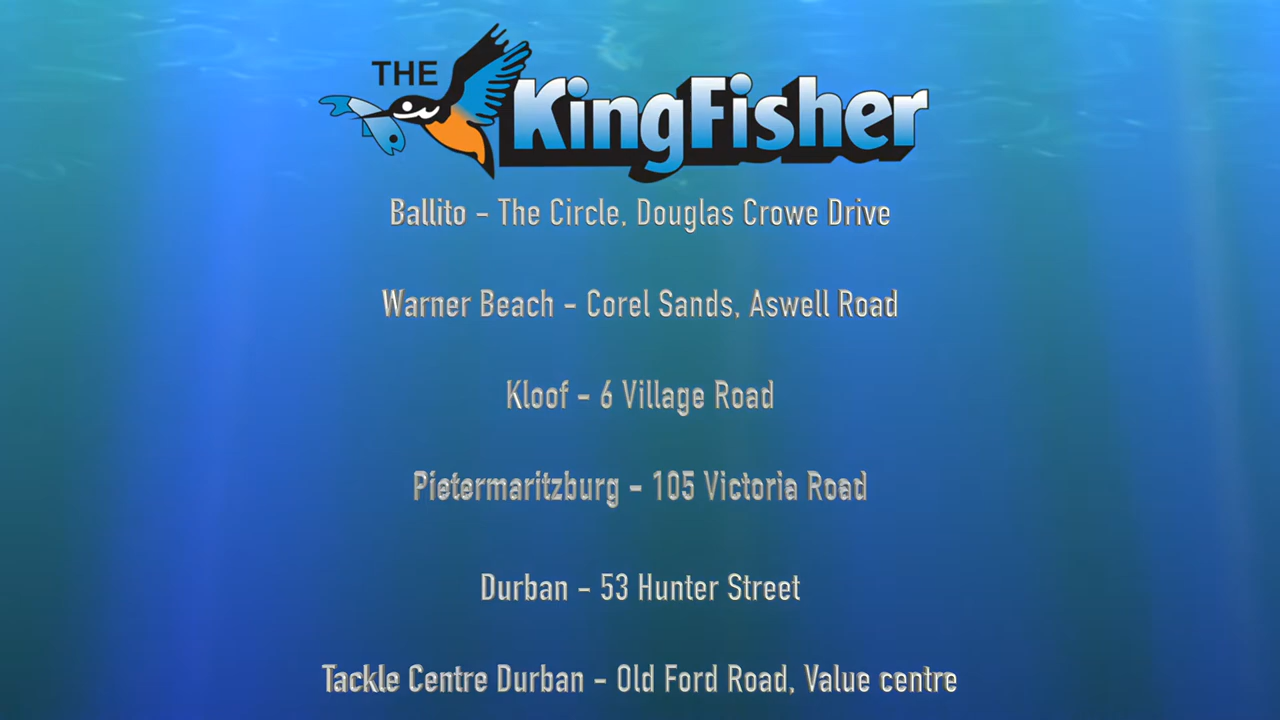 THE
KingFisher
Ballito - The Circle, Douglas Crowe Drive
Warner Beach - Corel Sands, Aswell Road
Kloof - 6 Village Road
Pietermaritzburg - 105 Victoria Road
Durban - 53 Hunter Street
Tackle Centre Durban - Old Ford Road, Value centre